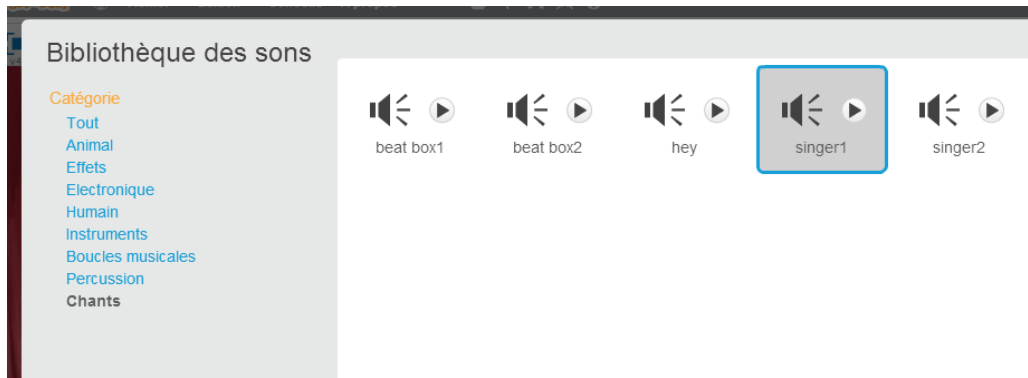 Bibliothèque des sons
Catégorie
Tout
Animal
Effets
Electronique
Humain
Instruments
Boucles musicales
Percussion
Chants
beat box1
beat box2
hey
singer1
singer2